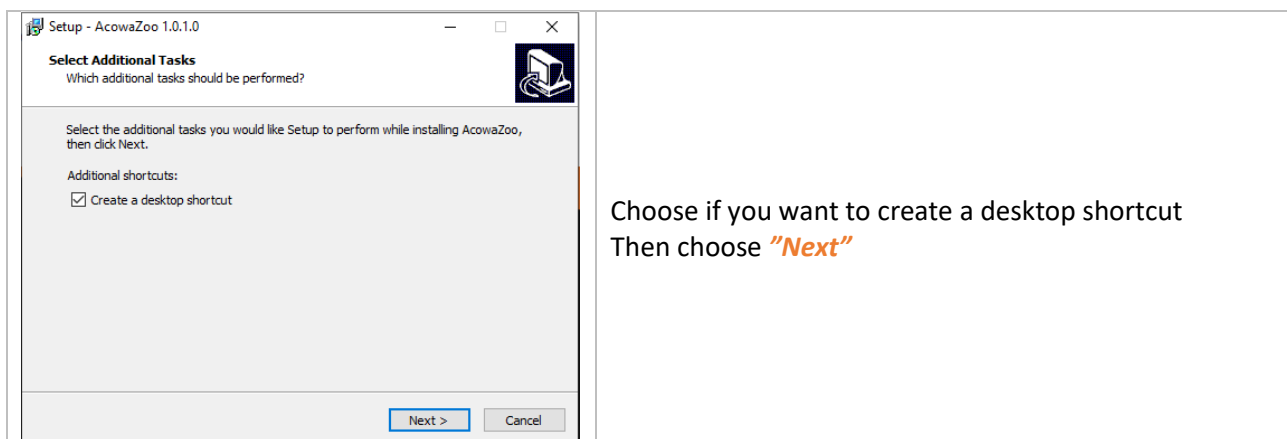 Setup - AcowaZoo 1.0.1.0
Select Additional Tasks
Which additional tasks should be performed?
Select the additional tasks you would like Setup to perform while installing AcowaZoo,
then click Next.
Additional shortcuts:
Create a desktop shortcut
Next >
Cancel
Choose if you want to create a desktop shortcut
Then choose ”Next”